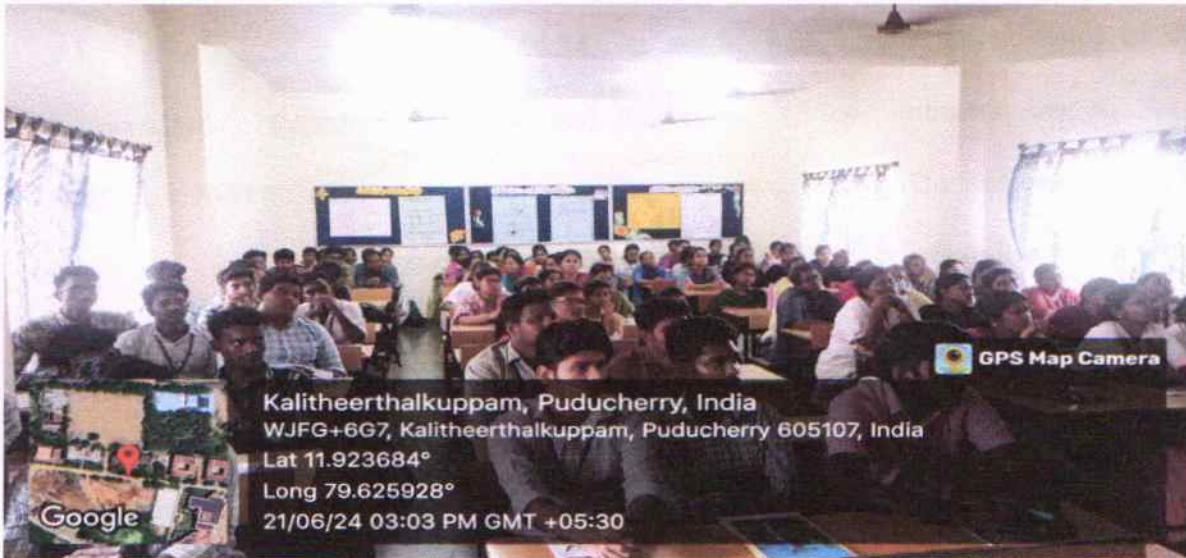 GPS Map Camera
Kalitheerthalkuppam, Puducherry, India
WJFG+6G7, Kalitheerthalkuppam, Puducherry 605107, India
Lat 11.923684°
Long 79.625928°
21/06/24 03:03 PM GMT +05:30
Google